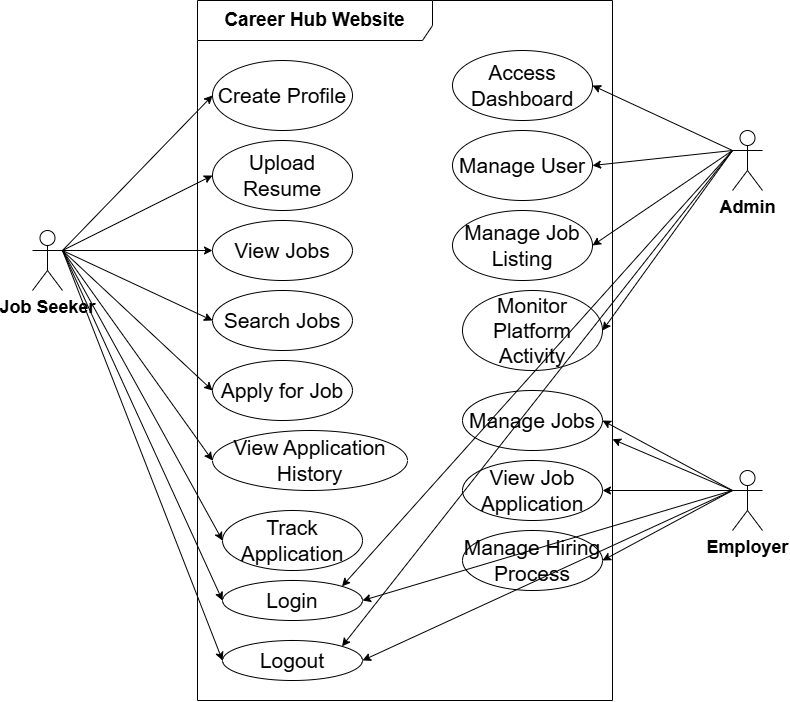 Career Hub Website
Create Profile
Upload
Resume
View Jobs
Search Jobs
Apply for Job
View Application
History
Track
Application
Login
Logout
Access
Dashboard
Manage User
Manage Job
Listing
Monitor
Platform
Activity
Manage Jobs
View Job
Application
Manage Hiring
Process
Job Seeker
Admin
Employer